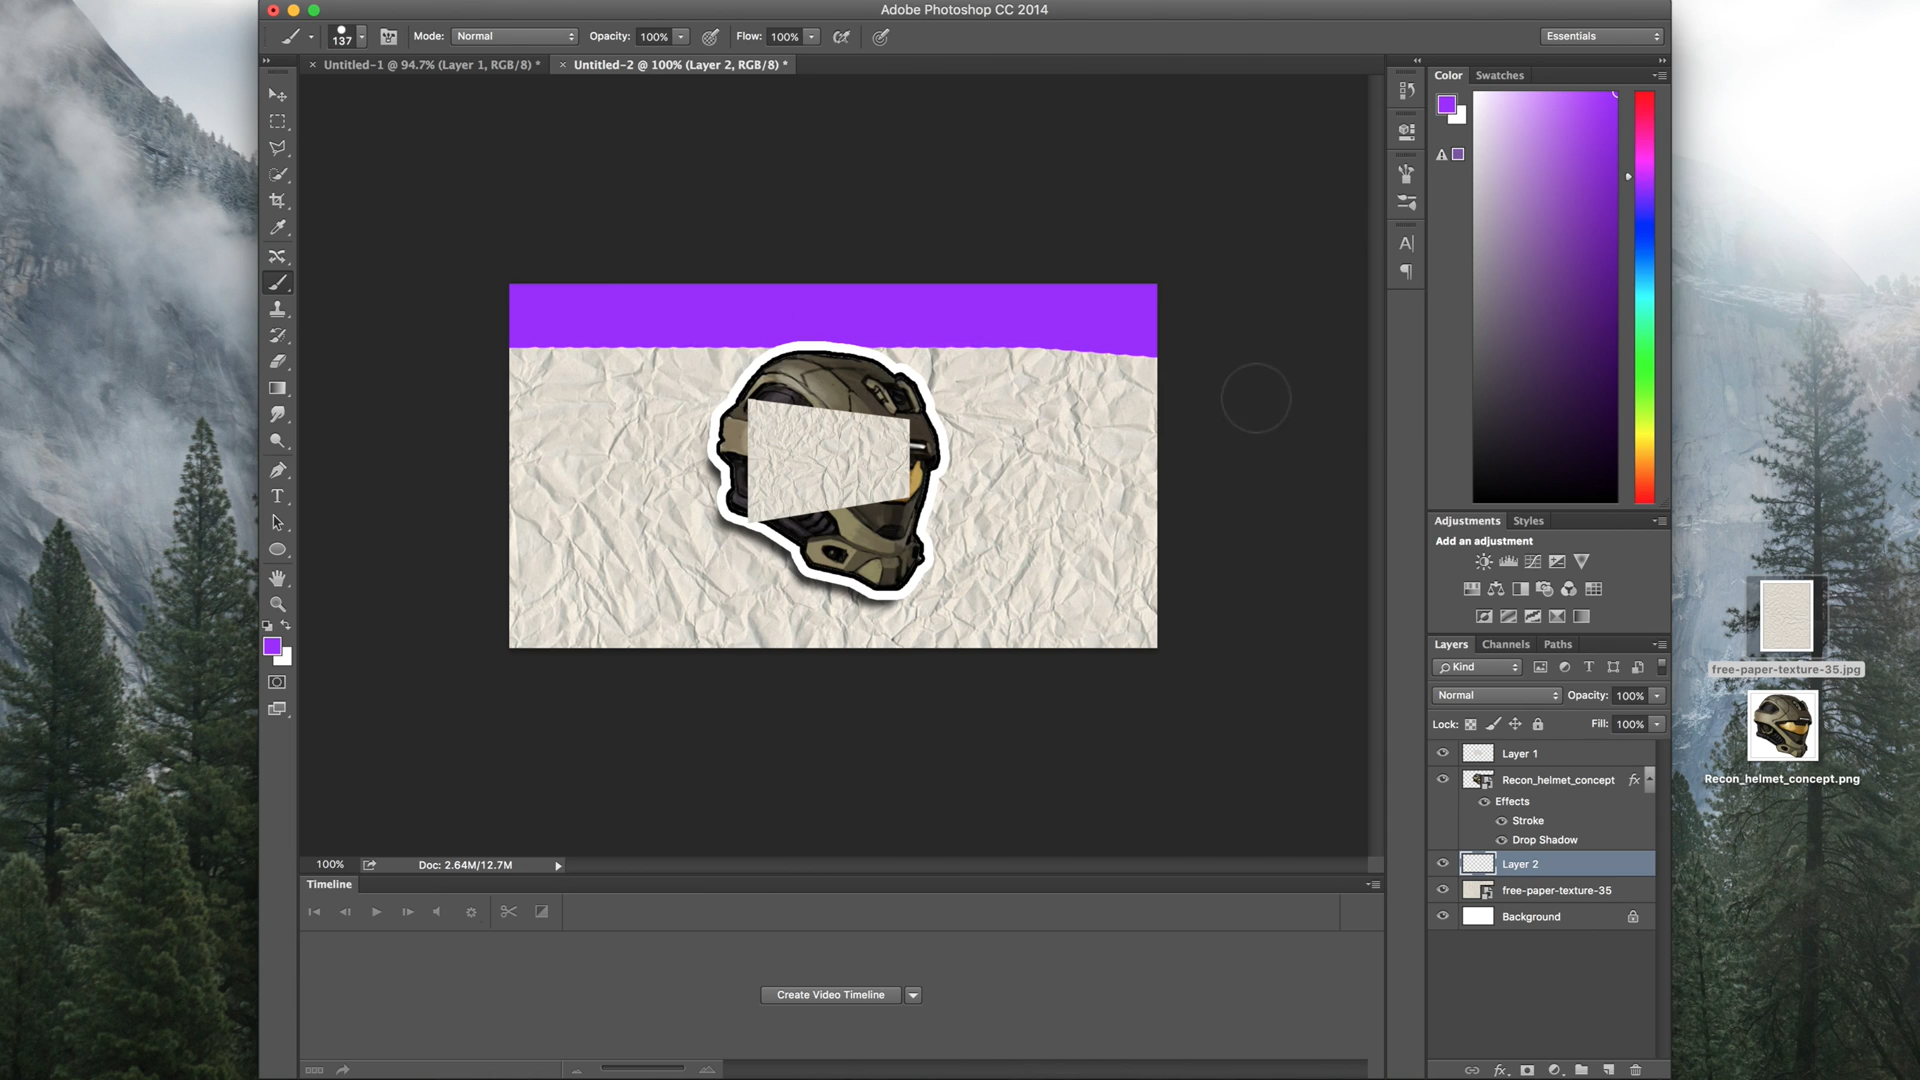 Adobe Photoshop CC 2014
137 Mode: Normal Opacity: 100% Flow: 100% Essentials
Untitled-1 @ 94.7% (Layer 1, RGB/8) * Untitled-2 @ 100% (Layer 2, RGB/8) *
Color Swatches
Adjustments Styles
Add an adjustment
Layers Channels Paths
Kind
Normal Opacity: 100%
Lock: Fill: 100%
Layer 1
Recon_helmet_concept fx
Effects
Stroke
Drop Shadow
Layer 2
free-paper-texture-35
Background
free-paper-texture-35.jpg
Recon_helmet_concept.png
100% Doc: 2.64M/12.7M
Timeline
Create Video Timeline